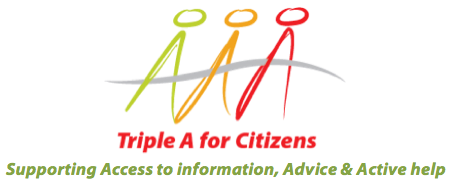 Triple A for Citizens
Supporting Access to information, Advice & Active help